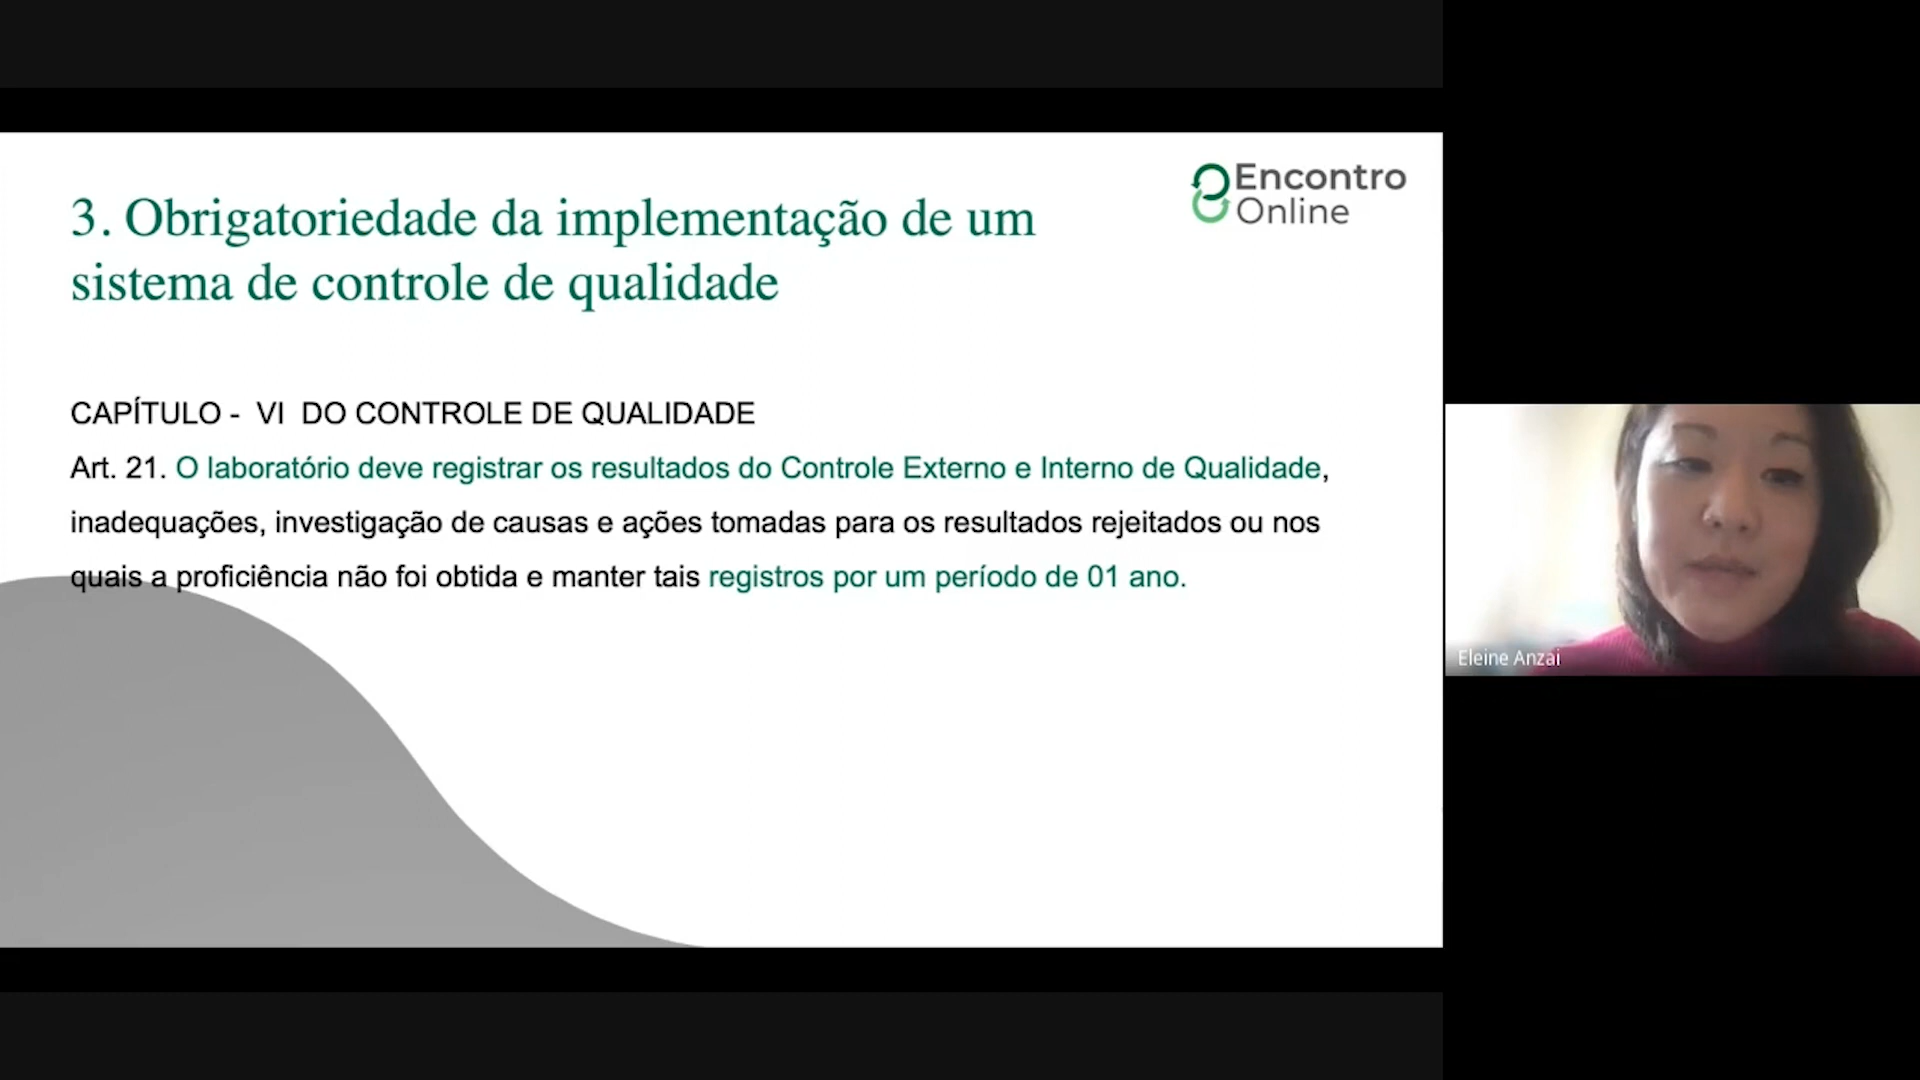 Encontro
Online
3. Obrigatoriedade da implementação de um
sistema de controle de qualidade
CAPÍTULO -  VI  DO CONTROLE DE QUALIDADE
Art. 21. O laboratório deve registrar os resultados do Controle Externo e Interno de Qualidade,
inadequações, investigação de causas e ações tomadas para os resultados rejeitados ou nos
quais a proficiência não foi obtida e manter tais registros por um período de 01 ano.
Eleine Anzai